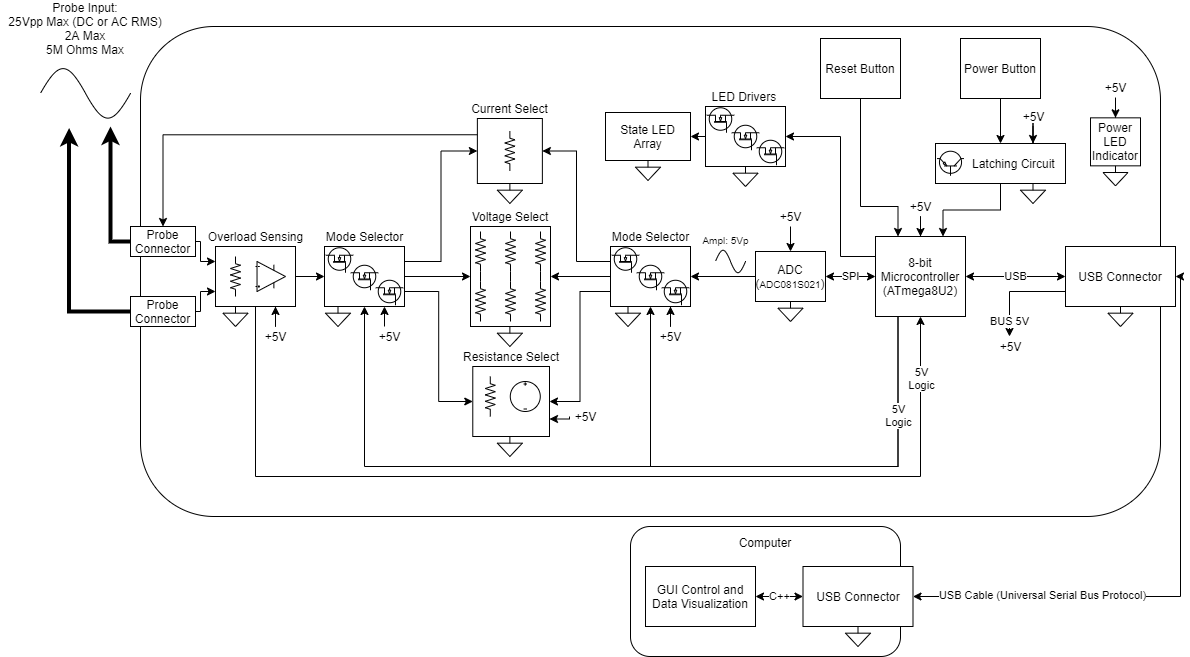 Probe Input:
25Vpp Max (DC or AC RMS)
2A Max
5M Ohms Max
Reset Button
Power Button
+5V
Power
LED
Indicator
+5V
Latching Circuit
LED Drivers
State LED
Array
Current Select
Probe
Connector
Probe
Connector
Overload Sensing
+5V
Mode Selector
+5V
Voltage Select
Resistance Select
+5V
Mode Selector
+5V
Ampl: 5Vp
+5V
ADC
(ADC081S021)
SPI
+5V
8-bit
Microcontroller
(ATmega8U2)
USB
USB Connector
BUS 5V
+5V
5V
Logic
5V
Logic
Computer
GUI Control and
Data Visualization
C++
USB Connector
USB Cable (Universal Serial Bus Protocol)